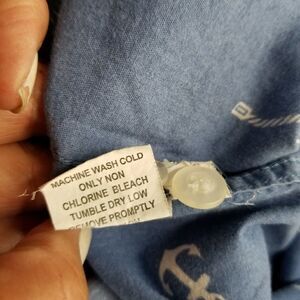 MACHINE WASH COLD
ONLY NON
CHLORINE BLEACH
TUMBLE DRY LOW
REMOVE PROMPTLY